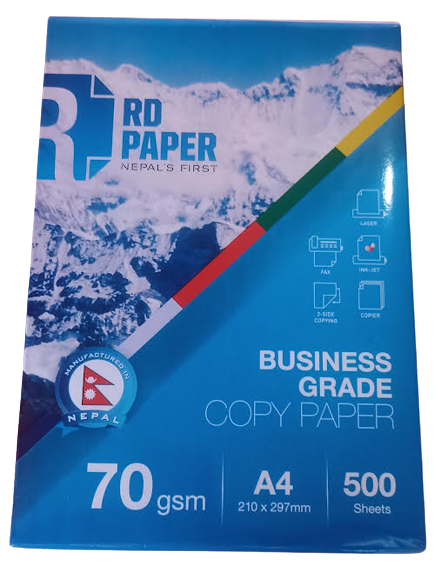 R RD
PAPER
NEPAL'S FIRST
LASER
FAX
INK-JET
2-SIDE
COPYING
COPIER
MANUFACTURED IN
NEPAL
BUSINESS
GRADE
COPY PAPER
70 gsm
A4
210 x 297mm
500
Sheets